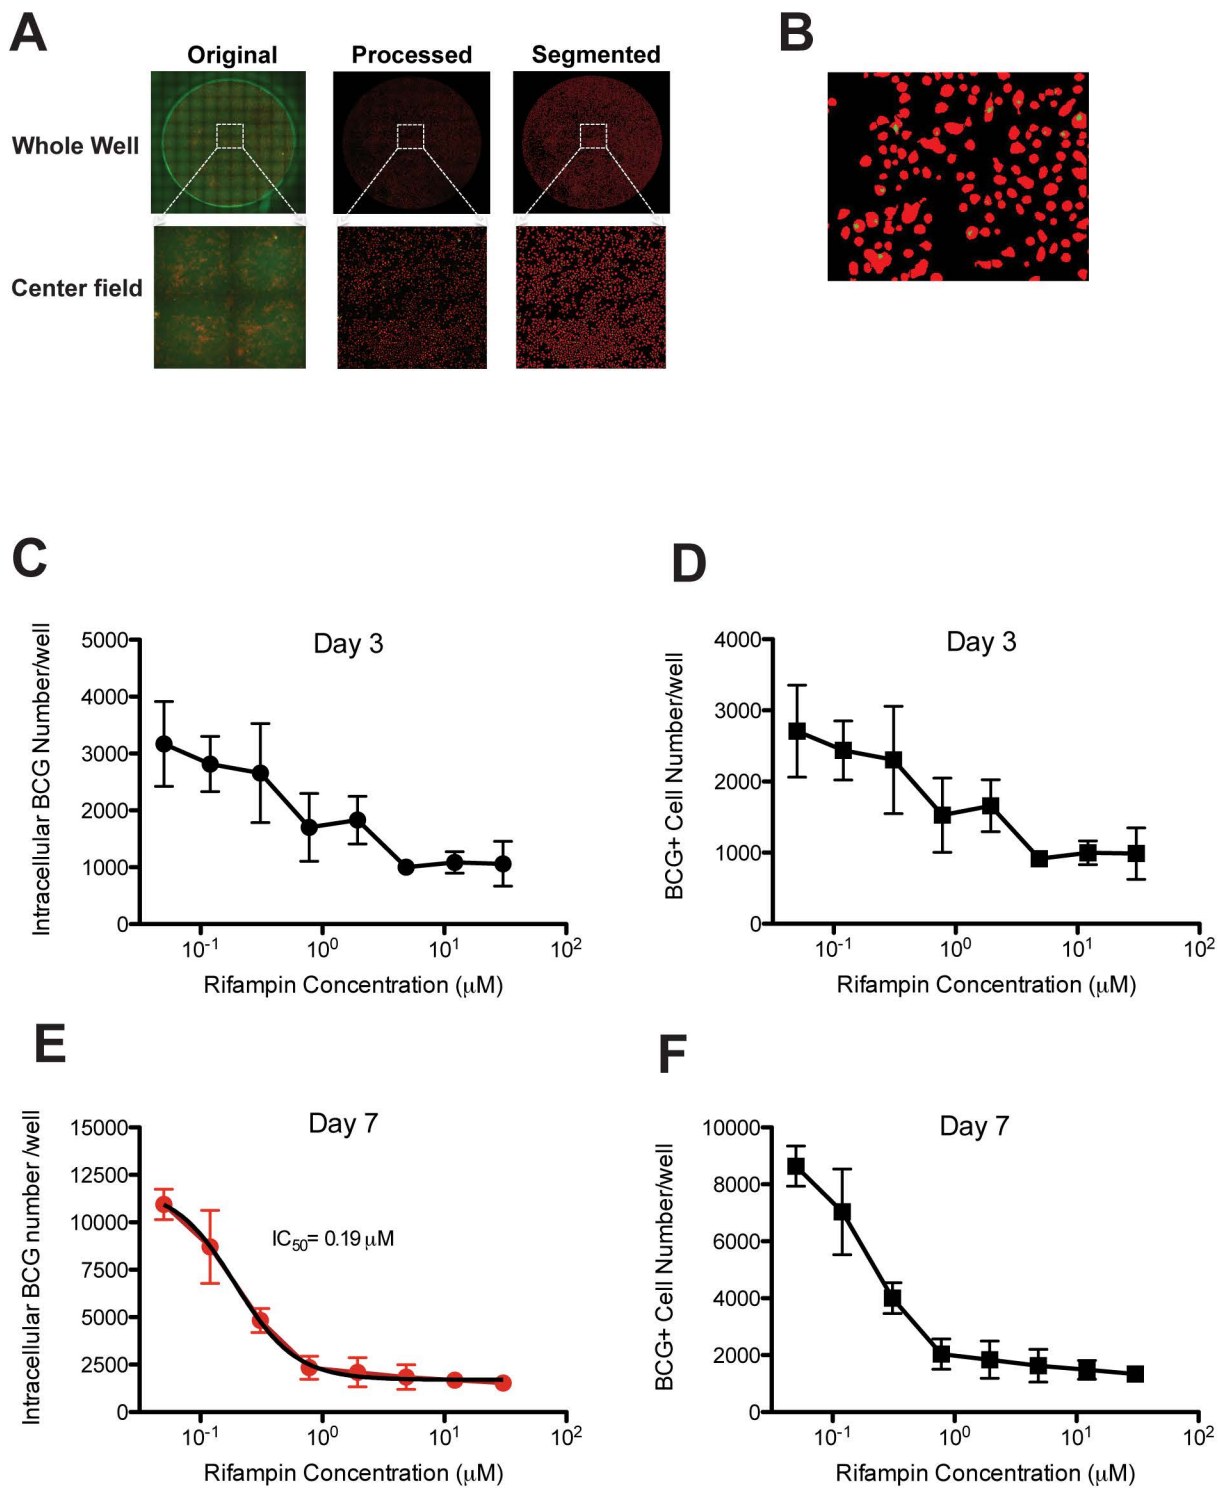 A
B
Original
Processed
Segmented
Whole Well
Center field
C
D
Day 3
Intracellular BCG Number/well
5000
4000
3000
2000
1000
0
10-1
100
101
102
Rifampin Concentration (μM)
Day 3
BCG+ Cell Number/well
4000
3000
2000
1000
0
10-1
100
101
102
Rifampin Concentration (μM)
E
F
Day 7
Intracellular BCG number /well
15000
12500
10000
7500
5000
2500
0
IC50= 0.19 μM
10-1
100
101
102
Rifampin Concentration (μM)
Day 7
BCG+ Cell Number/well
10000
8000
6000
4000
2000
0
10-1
100
101
102
Rifampin Concentration (μM)